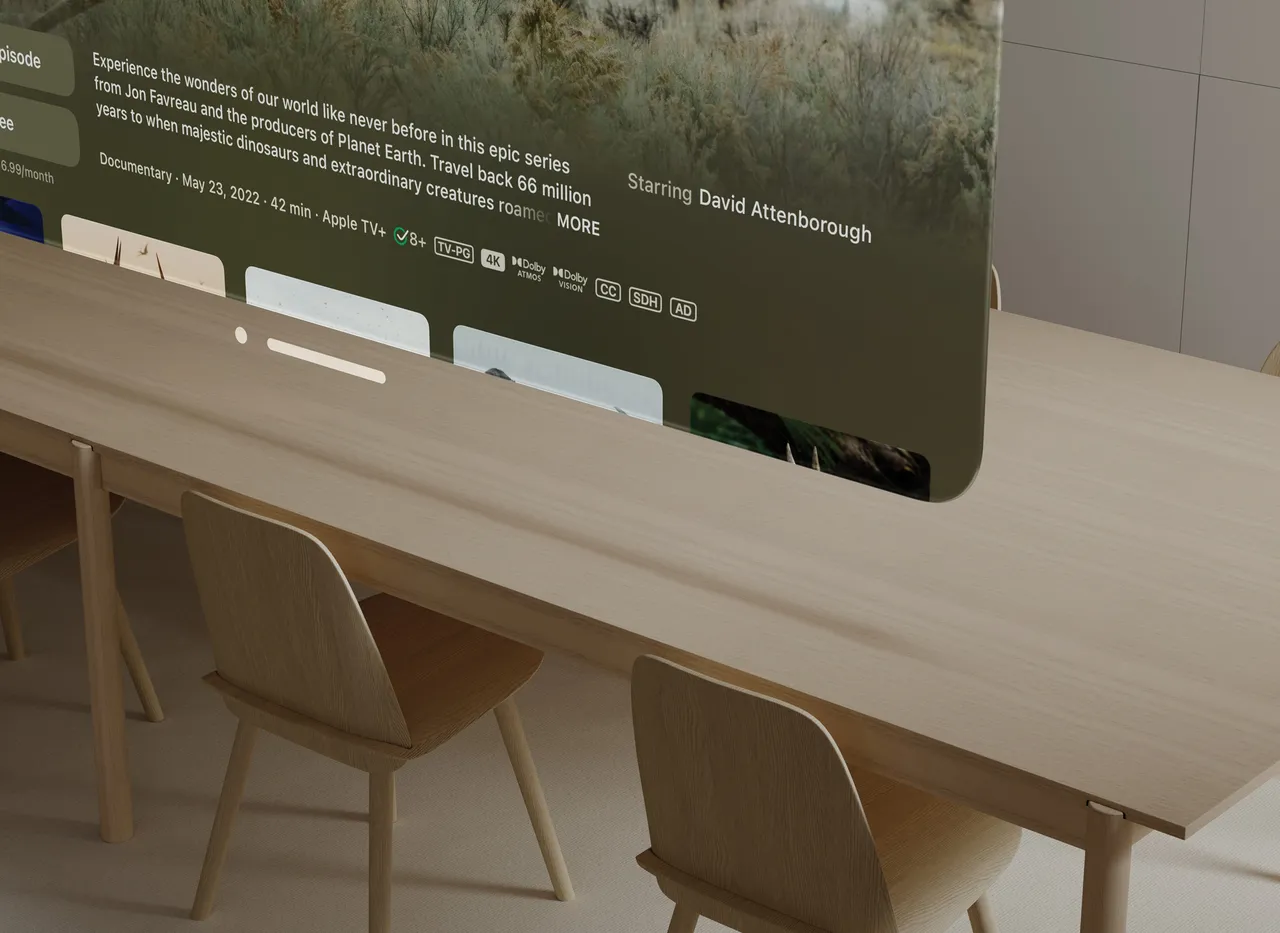 pisode
ee
6.99/month
Experience the wonders of our world like never before in this epic series
from Jon Favreau and the producers of Planet Earth. Travel back 66 million
years to when majestic dinosaurs and extraordinary creatures roamed MORE
Documentary · May 23, 2022 · 42 min · Apple TV+ 8+ TV-PG 4K Dolby ATMOS Dolby VISION CC SDH AD
Starring David Attenborough